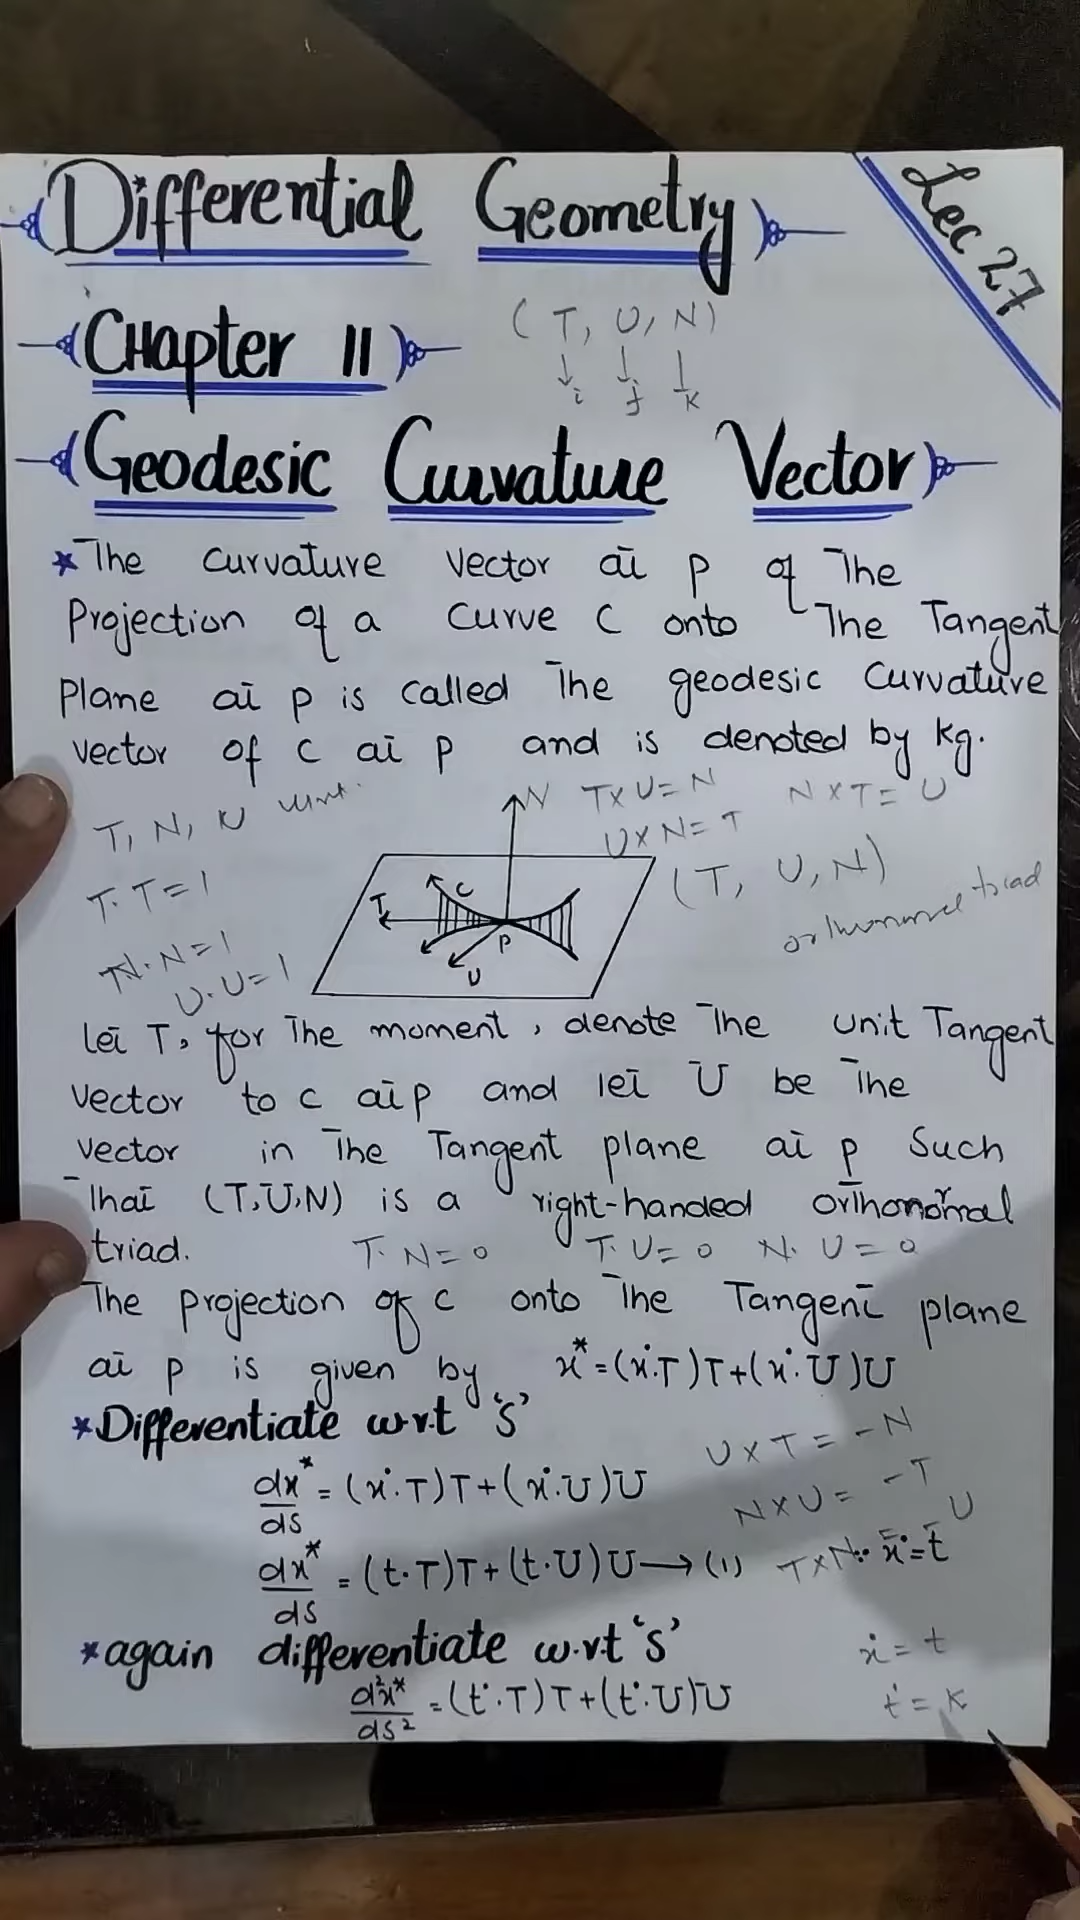 Differential Geometry
Lec 27
Chapter 11
(T, U, N)
i j k
Geodesic Curvature Vector
* The curvature vector at p of the
Projection of a curve C onto The Tangent
Plane at p is called The geodesic Curvature
vector of C at p and is denoted by kg.
T, N, U unit
N T×U=N N×T=U
U×N=T
(T, U, N)
orthonormal triad
T·T=1
N·N=1
U·U=1
T C P U
let T, for The moment, denote The unit Tangent
vector to c at p and let U be The
vector in The Tangent plane at p Such
That (T,U,N) is a right-handed orthonormal
triad. T·N=0 T·U=0 N·U=0
The projection of c onto The Tangent plane
at p is given by x*=(x.T)T+(x.U)U
*Differentiate w.r.t 's'
U×T=-N
dx*/ds = (ẋ.T)T+(ẋ.U)U
N×U=-T
U
dx*/ds = (t.T)T+(t.U)U→(1) T×N ∵ ẋ=t
*again differentiate w.r.t 's'
ẋ=t
d²x*/ds² = (ṫ.T)T+(ṫ.U)U
ṫ=k